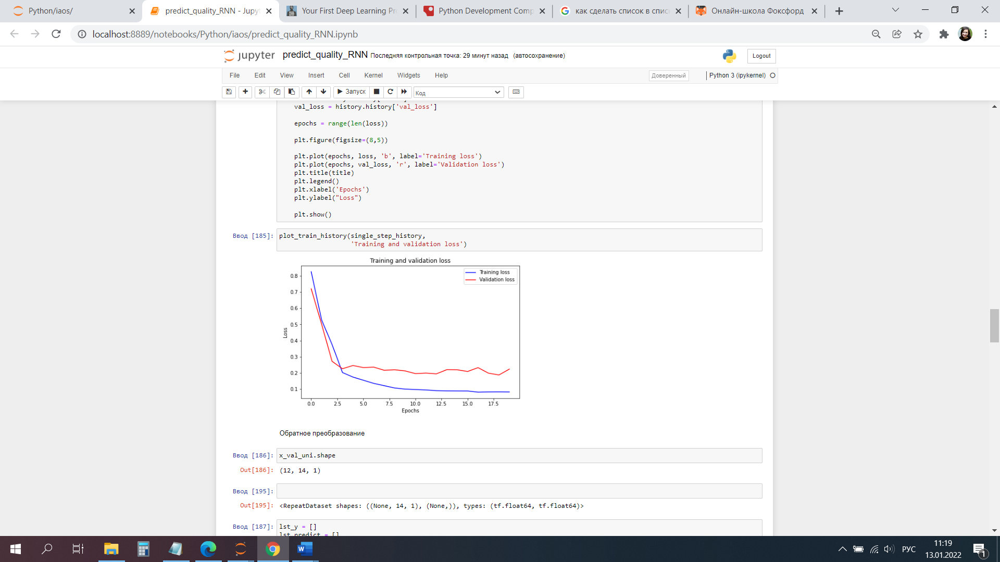 Python/iaos/
predict_quality_RNN - Jupy
Your First Deep Learning Pr
Python Development Comp
как сделать список в списк
Онлайн-школа Фоксфорд
localhost:8889/notebooks/Python/iaos/predict_quality_RNN.ipynb
jupyter predict_quality_RNN Последняя контрольная точка: 29 минут назад (автосохранение)
Logout
File Edit View Insert Cell Kernel Widgets Help
Доверенный
Python 3 (ipykernel)
Запуск
Код
val_loss = history.history['val_loss']
epochs = range(len(loss))
plt.figure(figsize=(8,5))
plt.plot(epochs, loss, 'b', label='Training loss')
plt.plot(epochs, val_loss, 'r', label='Validation loss')
plt.title(title)
plt.legend()
plt.xlabel('Epochs')
plt.ylabel("Loss")
plt.show()
Ввод [185]: plot_train_history(single_step_history,
'Training and validation loss')
Training and validation loss
Training loss
Validation loss
0.8
0.7
0.6
0.5
0.4
0.3
0.2
0.1
Loss
0.0 2.5 5.0 7.5 10.0 12.5 15.0 17.5
Epochs
Обратное преобразование
Ввод [186]: x_val_uni.shape
Out[186]: (12, 14, 1)
Ввод [195]:
Out[195]: <RepeatDataset shapes: ((None, 14, 1), (None,)), types: (tf.float64, tf.float64)>
Ввод [187]: lst_y = []
lst_predict = []
РУС
11:19
13.01.2022
1